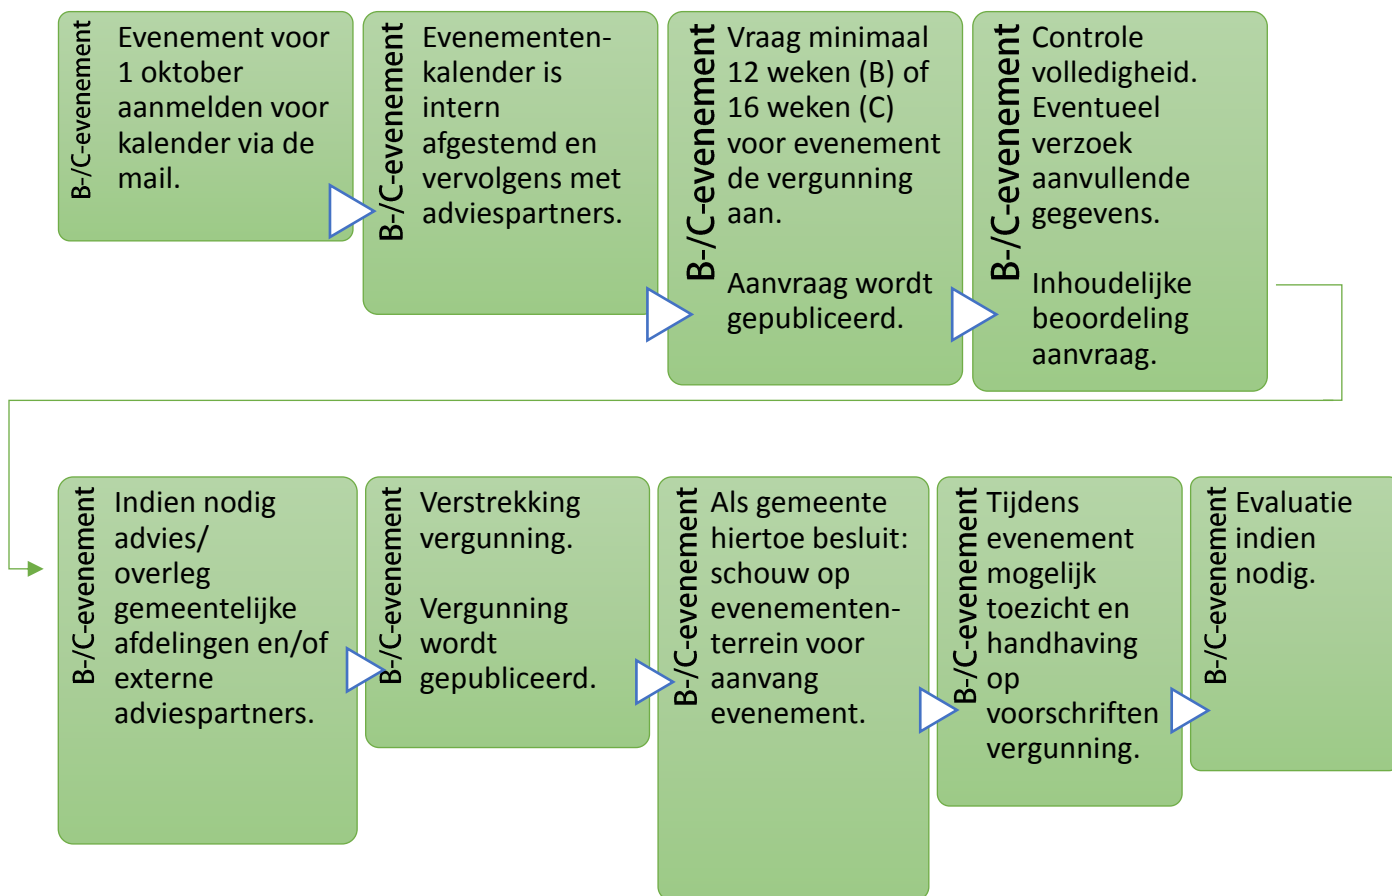 B-/C-evenement
Evenement voor
1 oktober
aanmelden voor
kalender via de
mail.
B-/C-evenement
Evenementen-
kalender is
intern
afgestemd en
vervolgens met
adviespartners.
B-/C-evenement
Vraag minimaal
12 weken (B) of
16 weken (C)
voor evenement
de vergunning
aan.
Aanvraag wordt
gepubliceerd.
B-/C-evenement
Controle
volledigheid.
Eventueel
verzoek
aanvullende
gegevens.
Inhoudelijke
beoordeling
aanvraag.
B-/C-evenement
Indien nodig
advies/
overleg
gemeentelijke
afdelingen en/of
externe
adviespartners.
B-/C-evenement
Verstrekking
vergunning.
Vergunning
wordt
gepubliceerd.
B-/C-evenement
Als gemeente
hiertoe besluit:
schouw op
evenementen-
terrein voor
aanvang
evenement.
B-/C-evenement
Tijdens
evenement
mogelijk
toezicht en
handhaving
op
voorschriften
vergunning.
B-/C-evenement
Evaluatie
indien
nodig.